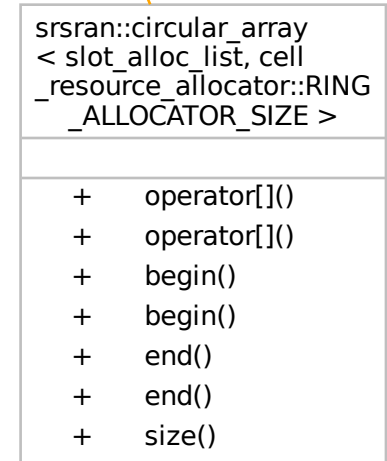 srsran::circular_array
< slot_alloc_list, cell
_resource_allocator::RING
_ALLOCATOR_SIZE >
+ operator[]()
+ operator[]()
+ begin()
+ begin()
+ end()
+ end()
+ size()